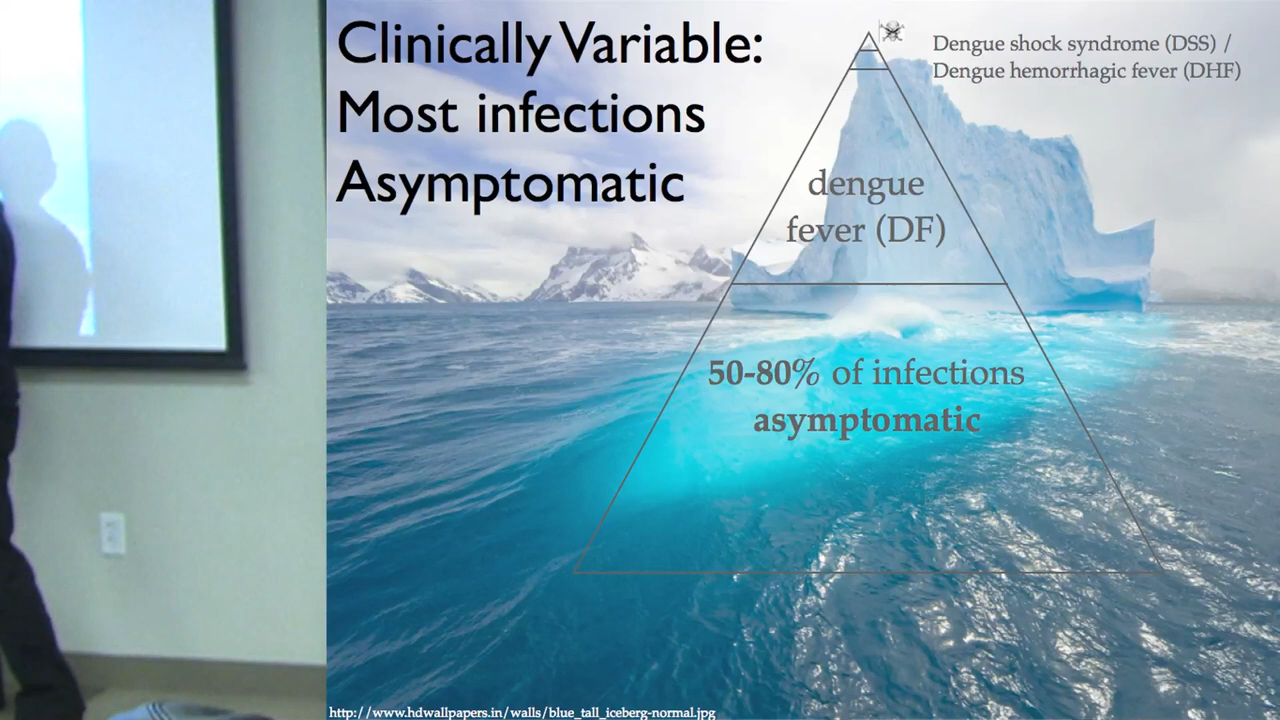 Clinically Variable:
Most infections
Asymptomatic
Dengue shock syndrome (DSS) /
Dengue hemorrhagic fever (DHF)
dengue
fever (DF)
50-80% of infections
asymptomatic
http://www.hdwallpapers.in/walls/blue_tall_iceberg-normal.jpg